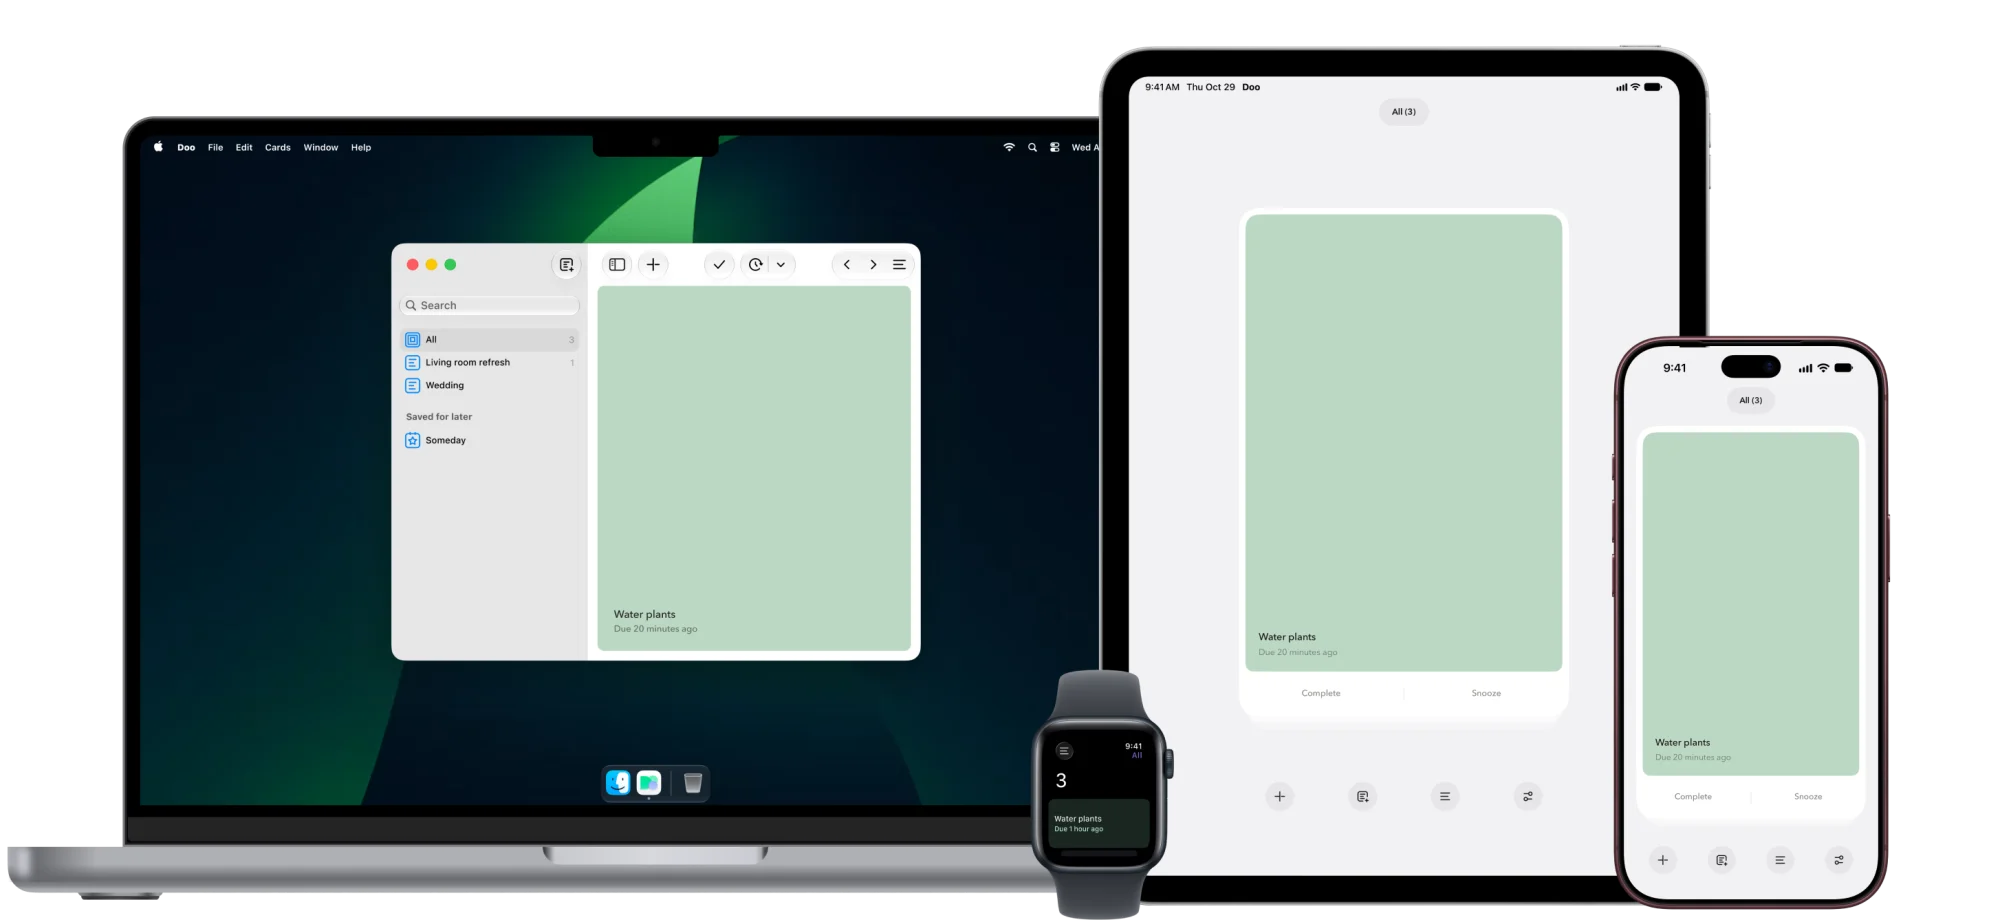 Doo File Edit Cards Window Help
Wed A
Search
All 3
Living room refresh 1
Wedding
Saved for later
Someday
Water plants
Due 20 minutes ago
9:41 AM Thu Oct 29 Doo
All (3)
Water plants
Due 20 minutes ago
Complete Snooze
9:41
All
3
Water plants
Due 1 hour ago
9:41
All (3)
Water plants
Due 20 minutes ago
Complete Snooze